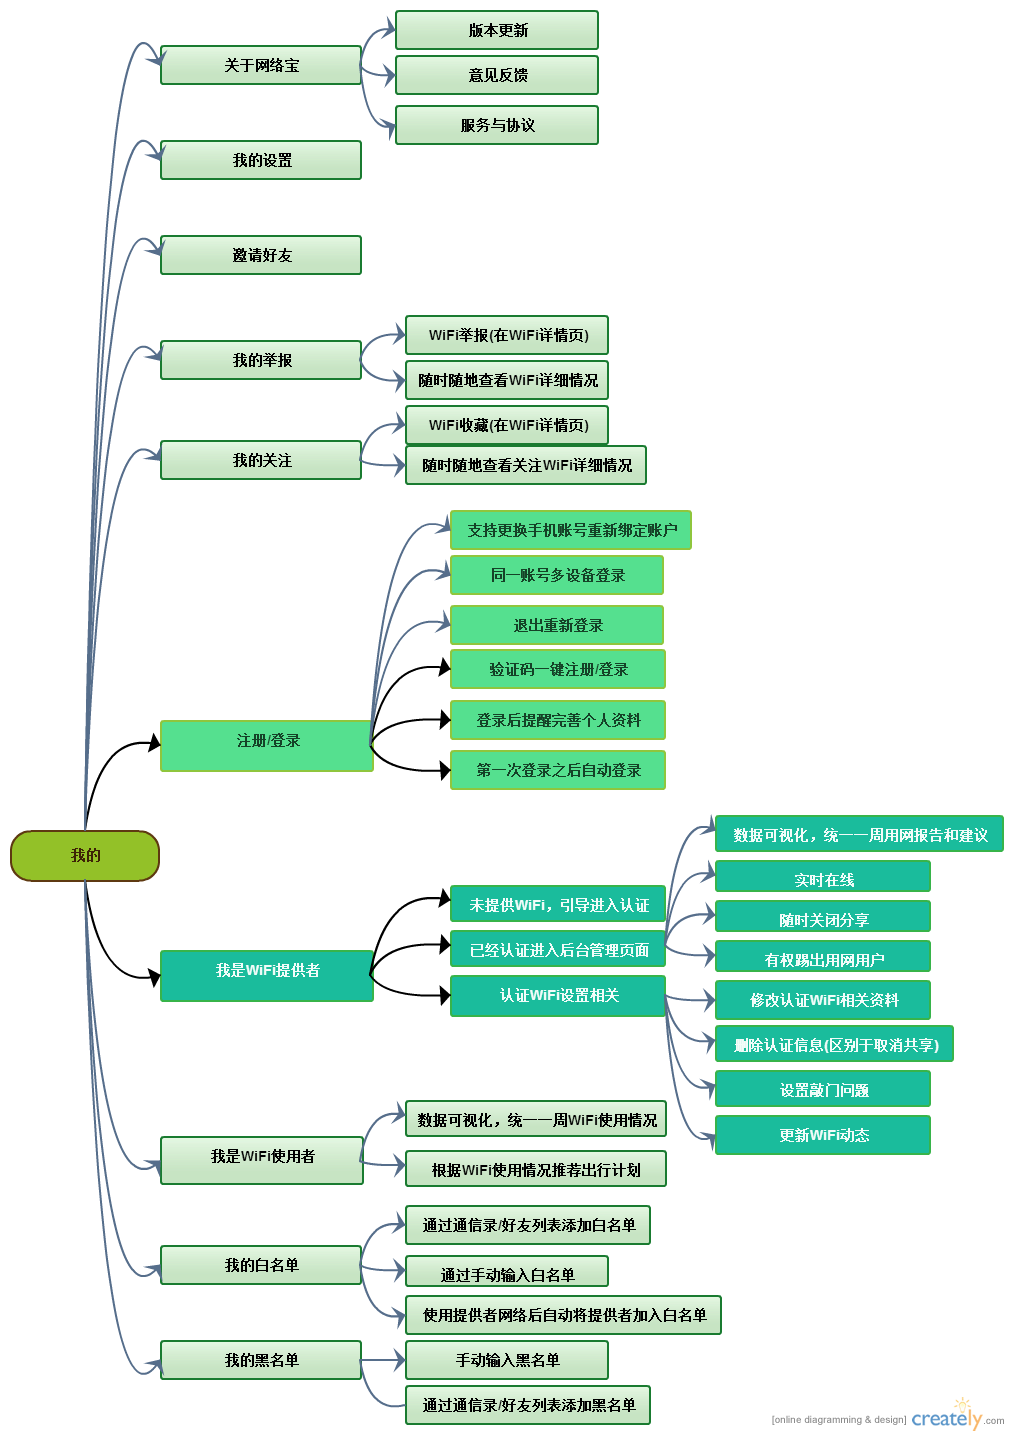 版本更新
关于网络宝
意见反馈
服务与协议
我的设置
邀请好友
WiFi举报(在WiFi详情页)
我的举报
随时随地查看WiFi详细情况
WiFi收藏(在WiFi详情页)
我的关注
随时随地查看关注WiFi详细情况
支持更换手机账号重新绑定账户
同一账号多设备登录
退出重新登录
验证码一键注册/登录
登录后提醒完善个人资料
注册/登录
第一次登录之后自动登录
我的
数据可视化，统一一周用网报告和建议
实时在线
未提供WiFi，引导进入认证
随时关闭分享
已经认证进入后台管理页面
有权踢出用网用户
我是WiFi提供者
认证WiFi设置相关
修改认证WiFi相关资料
删除认证信息(区别于取消共享)
设置敲门问题
更新WiFi动态
数据可视化，统一一周WiFi使用情况
我是WiFi使用者
根据WiFi使用情况推荐出行计划
通过通信录/好友列表添加白名单
我的白名单
通过手动输入白名单
使用提供者网络后自动将提供者加入白名单
我的黑名单
手动输入黑名单
通过通信录/好友列表添加黑名单
[online diagramming & design] creately.com